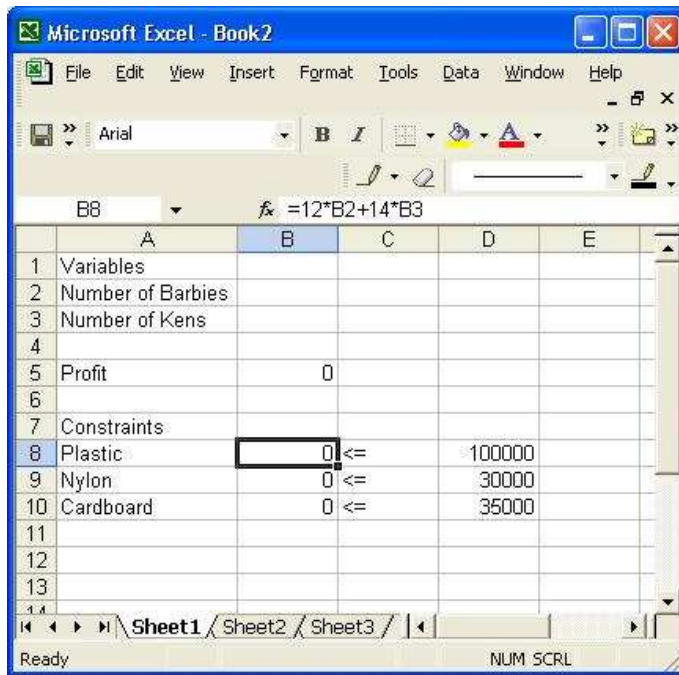 Microsoft Excel - Book2
File Edit View Insert Format Tools Data Window Help
Arial B I A
B8 fx =12*B2+14*B3
A B C D E
1 Variables
2 Number of Barbies
3 Number of Kens
4
5 Profit 0
6
7 Constraints
8 Plastic 0 <= 100000
9 Nylon 0 <= 30000
10 Cardboard 0 <= 35000
11
12
13
14
Sheet1 / Sheet2 / Sheet3 /
Ready NUM SCRL